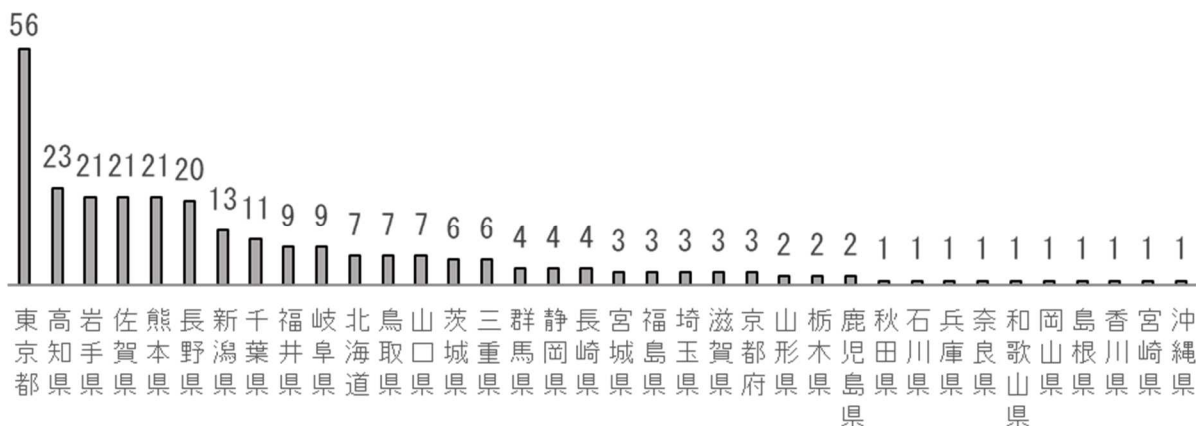 56
23
21
21
21
20
13
11
9
9
7
7
7
6
6
4
4
4
3
3
3
3
3
2
2
2
1
1
1
1
1
1
1
1
1
1
東京都
高知県
岩手県
佐賀県
熊本県
長野県
新潟県
千葉県
福井県
岐阜県
北海道
鳥取県
山口県
茨城県
三重県
群馬県
静岡県
長崎県
宮城県
福島県
埼玉県
滋賀県
京都府
山形県
栃木県
鹿児島県
秋田県
石川県
兵庫県
奈良県
和歌山県
岡山県
島根県
香川県
宮崎県
沖縄県